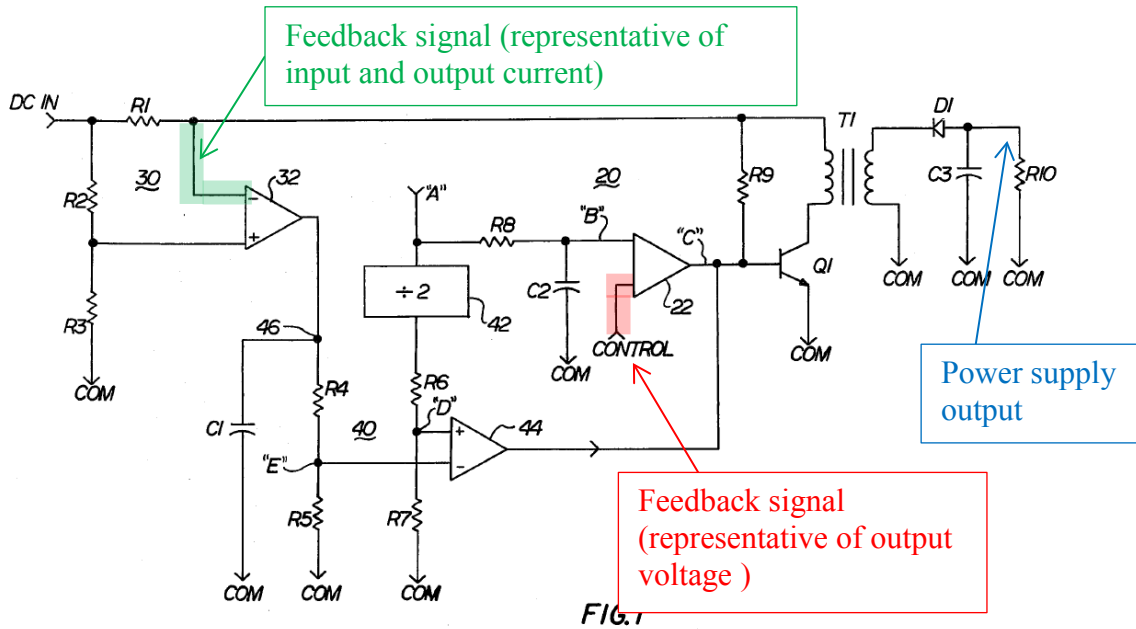 Feedback signal (representative of
input and output current)
DC IN
R1
T1
D1
30
32
20
R9
C3
R10
R2
"A"
R8
"B"
"C"
Q1
÷2
42
C2
22
COM
COM
COM
R3
46
CONTROL
COM
COM
COM
R4
R6
"D"
44
Power supply
output
C1
40
"E"
R5
R7
Feedback signal
(representative of output
voltage )
COM
COM
COM
FIG.1